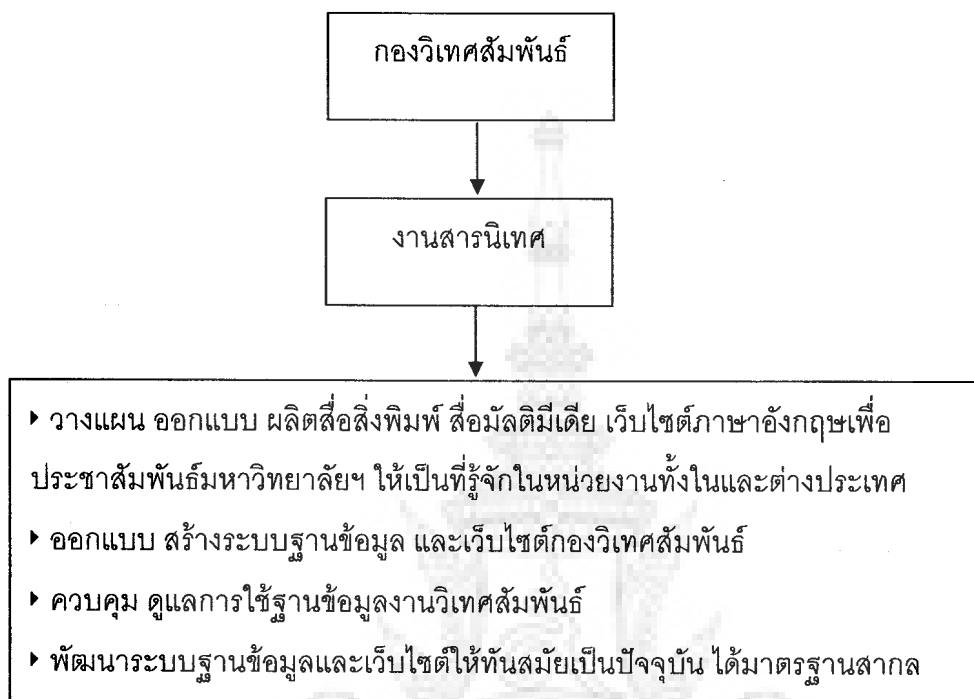 กองวิเทศสัมพันธ์
งานสารนิเทศ
‣ วางแผน ออกแบบ ผลิตสื่อสิ่งพิมพ์ สื่อมัลติมีเดีย เว็บไซต์ภาษาอังกฤษเพื่อ
ประชาสัมพันธ์มหาวิทยาลัยฯ ให้เป็นที่รู้จักในหน่วยงานทั้งในและต่างประเทศ
‣ ออกแบบ สร้างระบบฐานข้อมูล และเว็บไซต์กองวิเทศสัมพันธ์
‣ ควบคุม ดูแลการใช้ฐานข้อมูลงานวิเทศสัมพันธ์
‣ พัฒนาระบบฐานข้อมูลและเว็บไซต์ให้ทันสมัยเป็นปัจจุบัน ได้มาตรฐานสากล